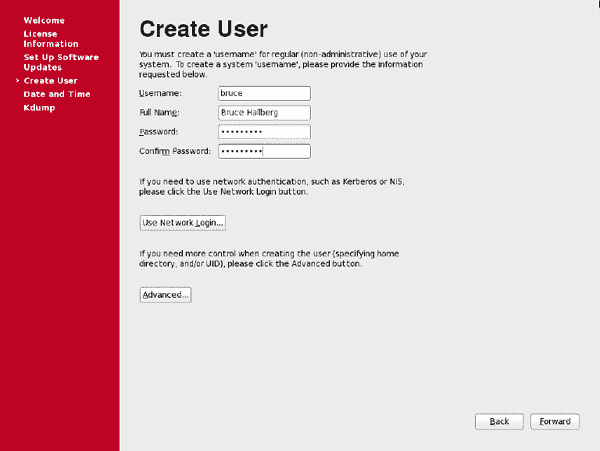 Welcome
License
Information
Set Up Software
Updates
Create User
Date and Time
Kdump
Create User
You must create a 'username' for regular (non-administrative) use of your
system. To create a system 'username', please provide the information
requested below.
Username: bruce
Full Name: Bruce Hallberg
Password: •••••••••
Confirm Password: •••••••••
If you need to use network authentication, such as Kerberos or NIS,
please click the Use Network Login button.
Use Network Login...
If you need more control when creating the user (specifying home
directory, and/or UID), please click the Advanced button.
Advanced...
Back Forward